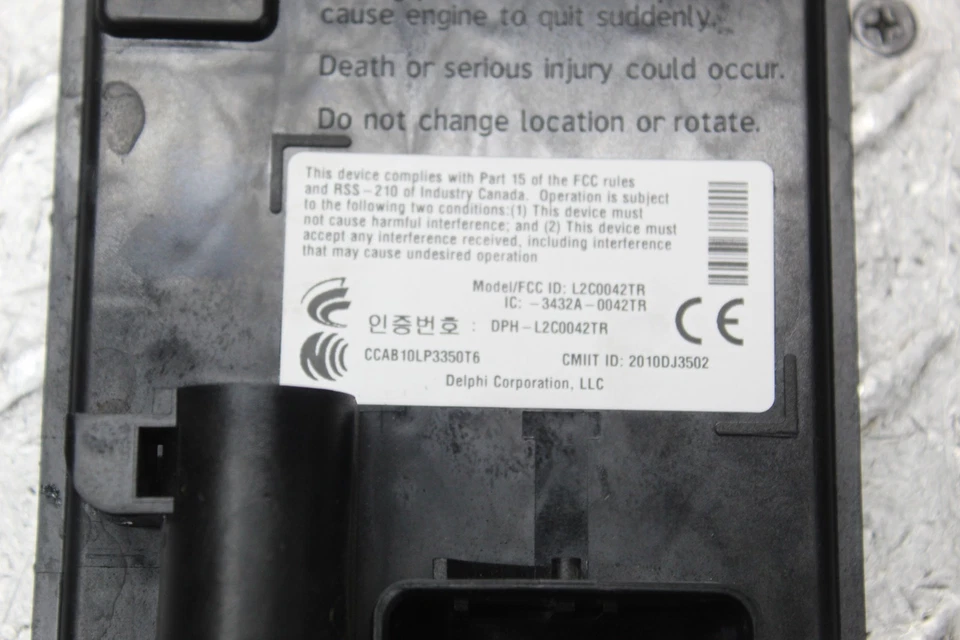 cause engine to quit suddenly.
Death or serious injury could occur.
Do not change location or rotate.
This device complies with Part 15 of the FCC rules
and RSS-210 of Industry Canada. Operation is subject
to the following two conditions:(1) This device must
not cause harmful interference; and (2) This device must
accept any interference received, including interference
that may cause undesired operation
Model/FCC ID: L2C0042TR
IC: -3432A-0042TR
인증번호 : DPH-L2C0042TR
CE
CCAB10LP3350T6
CMIIT ID: 2010DJ3502
Delphi Corporation, LLC